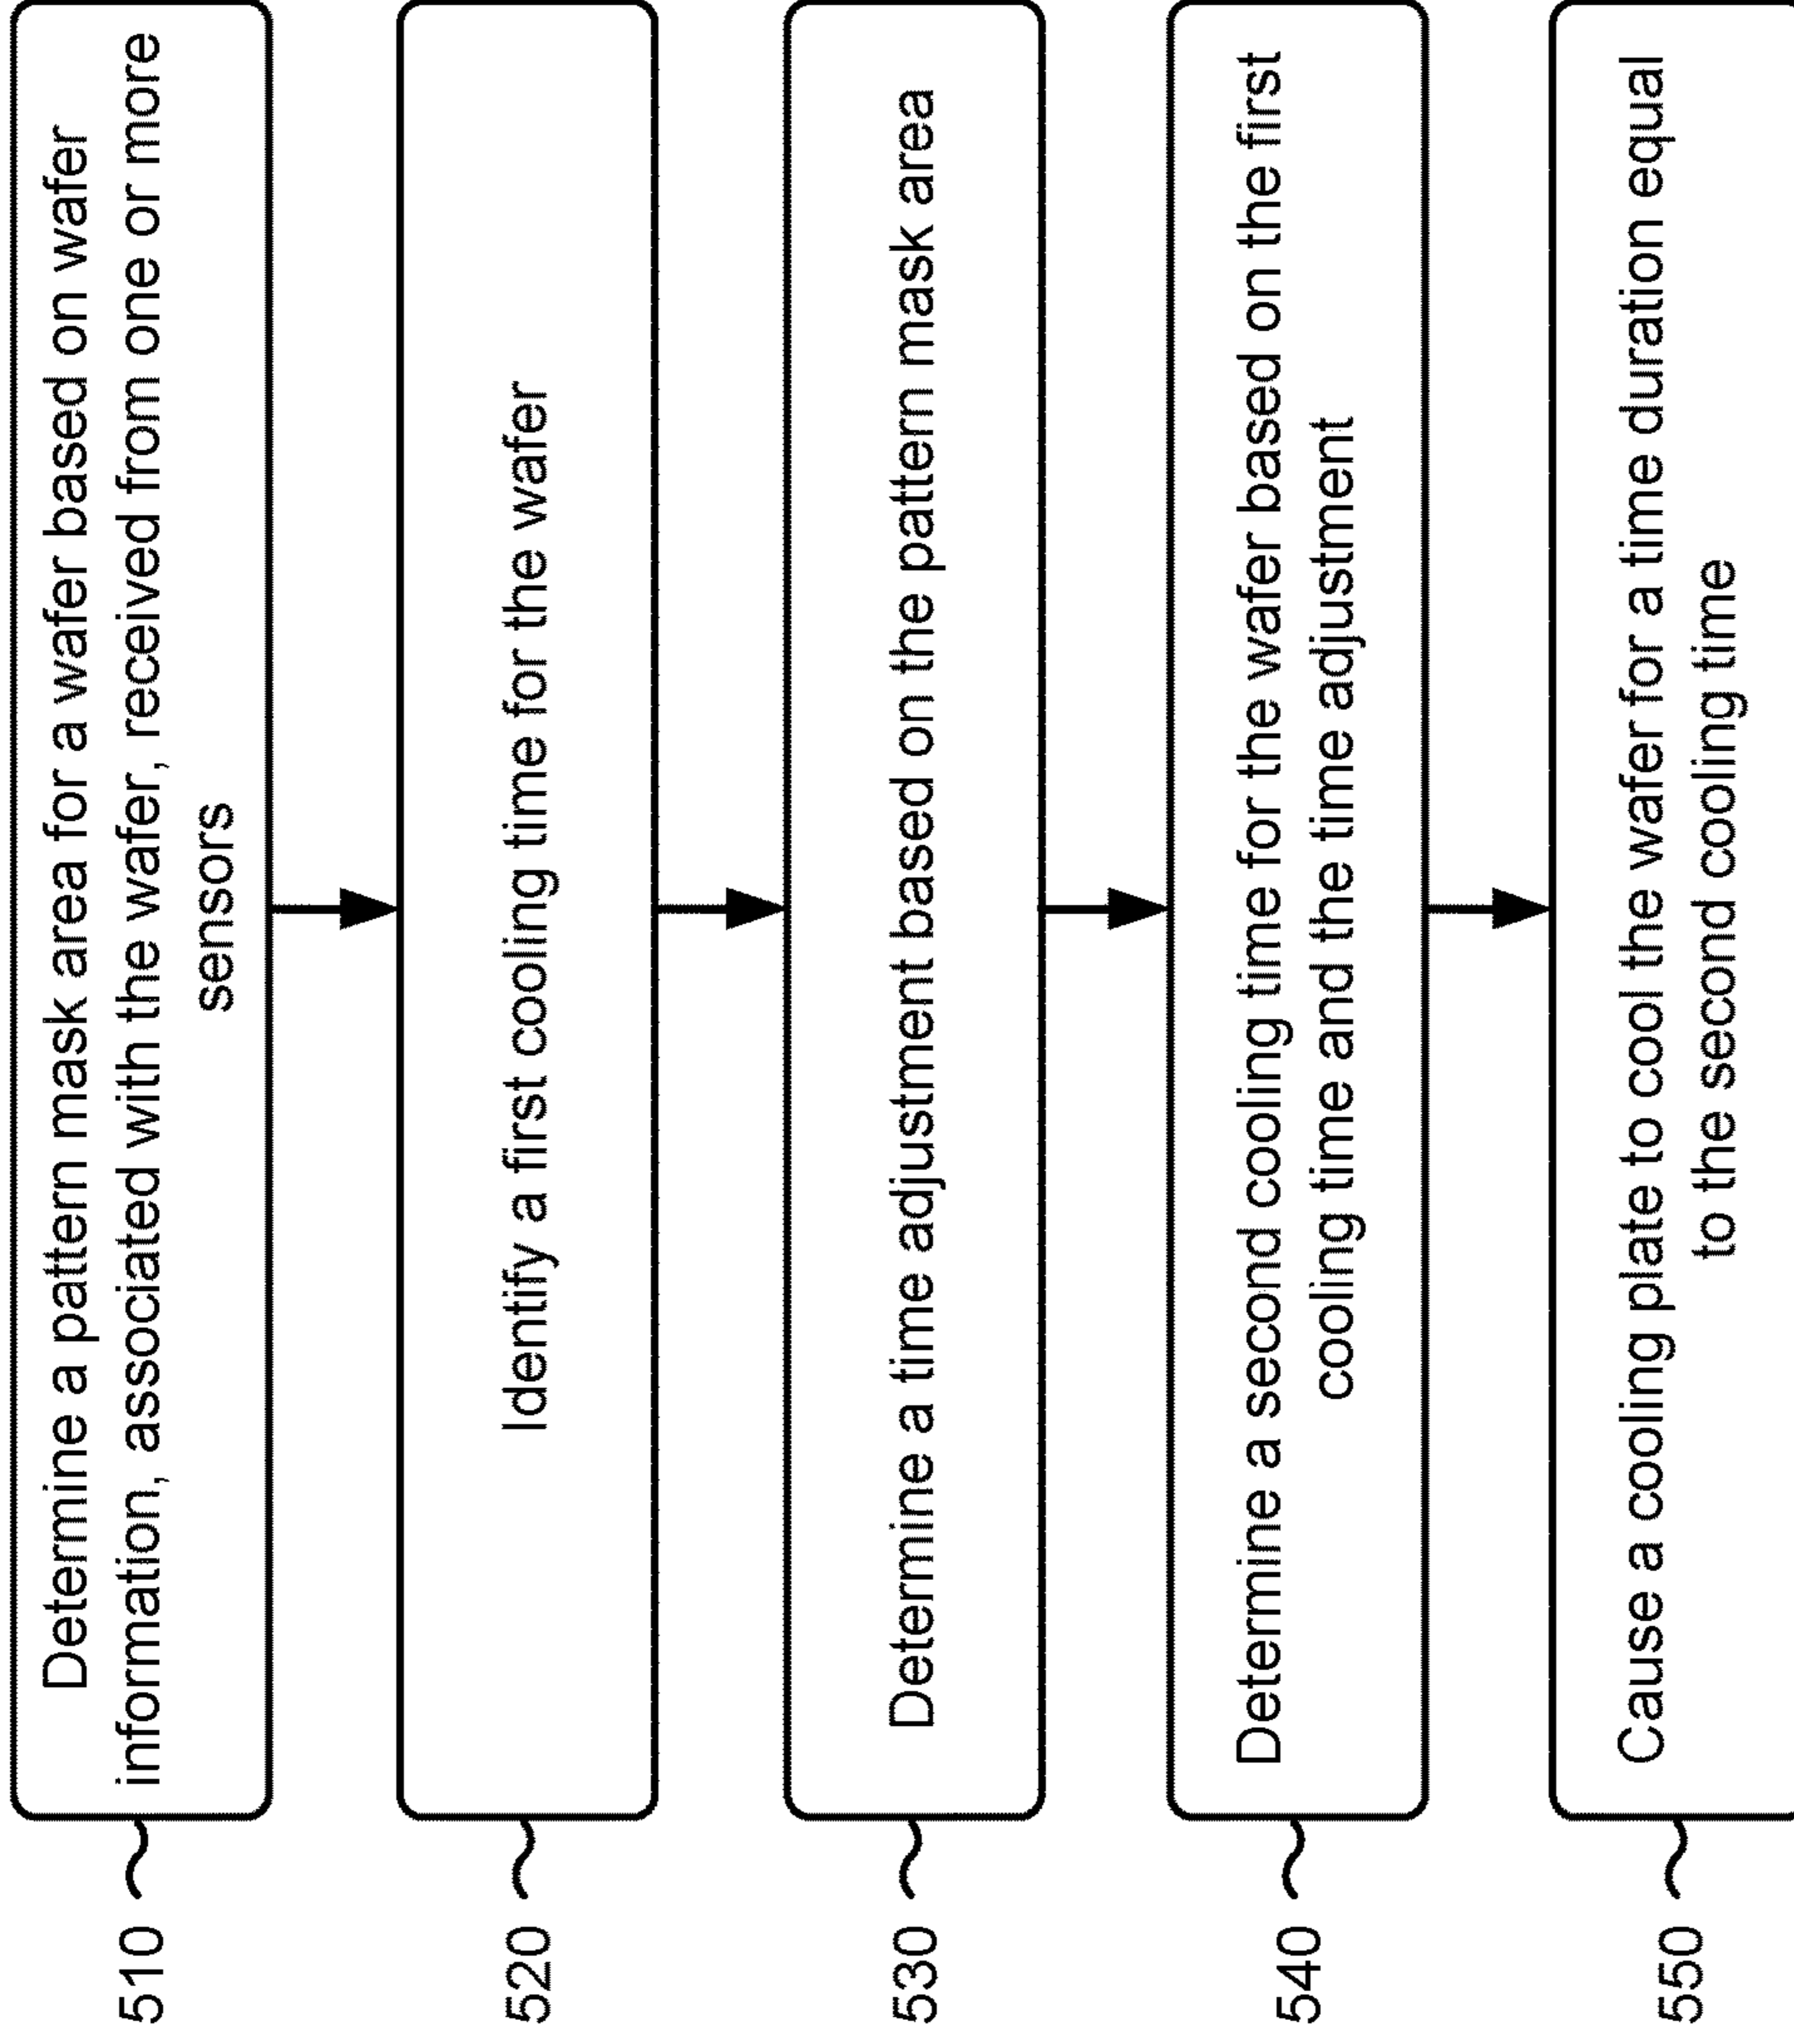 510
Determine a pattern mask area for a wafer based on wafer
information, associated with the wafer, received from one or more
sensors
520
Identify a first cooling time for the wafer
530
Determine a time adjustment based on the pattern mask area
540
Determine a second cooling time for the wafer based on the first
cooling time and the time adjustment
550
Cause a cooling plate to cool the wafer for a time duration equal
to the second cooling time